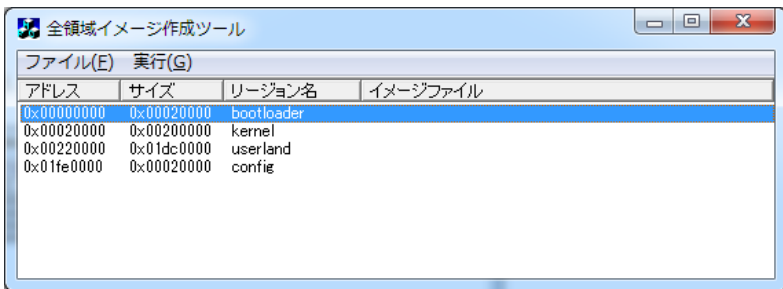 全領域イメージ作成ツール
ファイル(F) 実行(G)
アドレス サイズ リージョン名 イメージファイル
0x00000000 0x00020000 bootloader
0x00020000 0x00200000 kernel
0x00220000 0x01dc0000 userland
0x01fe0000 0x00020000 config